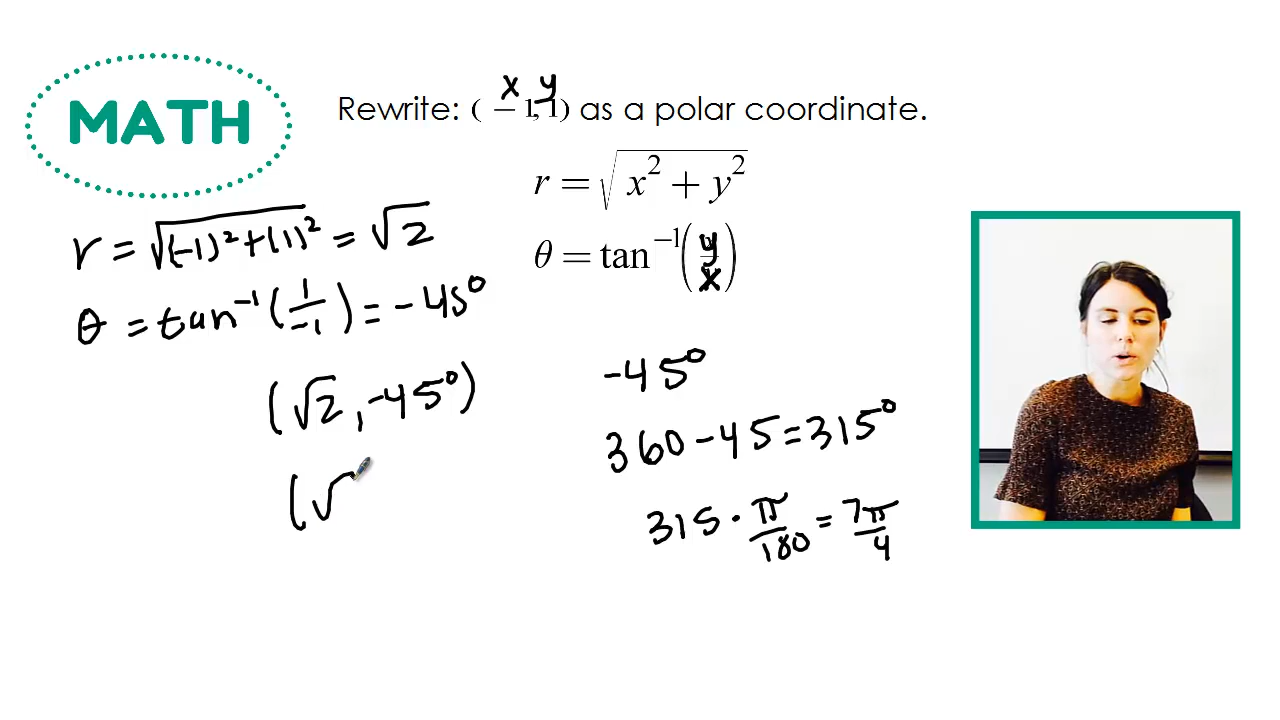 MATH
Rewrite: (−1, 1) as a polar coordinate.
x y
r = √(x² + y²)
θ = tan⁻¹(y/x)
r = √((-1)² + (1)²) = √2
θ = tan⁻¹(1/-1) = -45°
(√2, -45°)
(√
-45°
360 - 45 = 315°
315 · π/180 = 7π/4